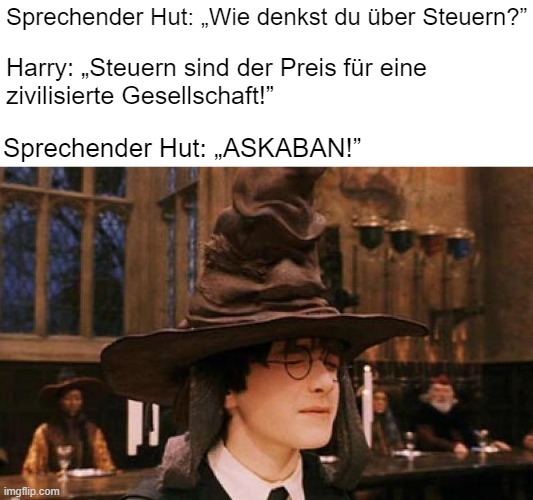 Sprechender Hut: „Wie denkst du über Steuern?”
Harry: „Steuern sind der Preis für eine
zivilisierte Gesellschaft!”
Sprechender Hut: „ASKABAN!”
imgflip.com